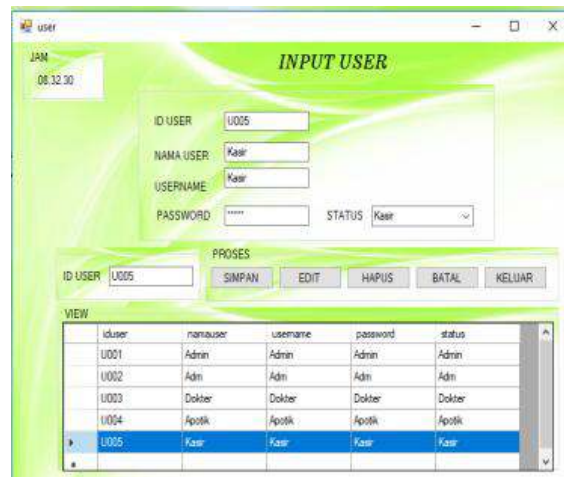 user
JAM
08.32.30
INPUT USER
ID USER U005
NAMA USER Kasir
USERNAME Kasir
PASSWORD ***** STATUS Kasir
PROSES
ID USER U005 SIMPAN EDIT HAPUS BATAL KELUAR
VIEW
iduser namauser username password status
U001 Admin Admin Admin Admin
U002 Adm Adm Adm Adm
U003 Dokter Dokter Dokter Dokter
U004 Apotik Apotik Apotik Apotik
U005 Kasir Kasir Kasir Kasir